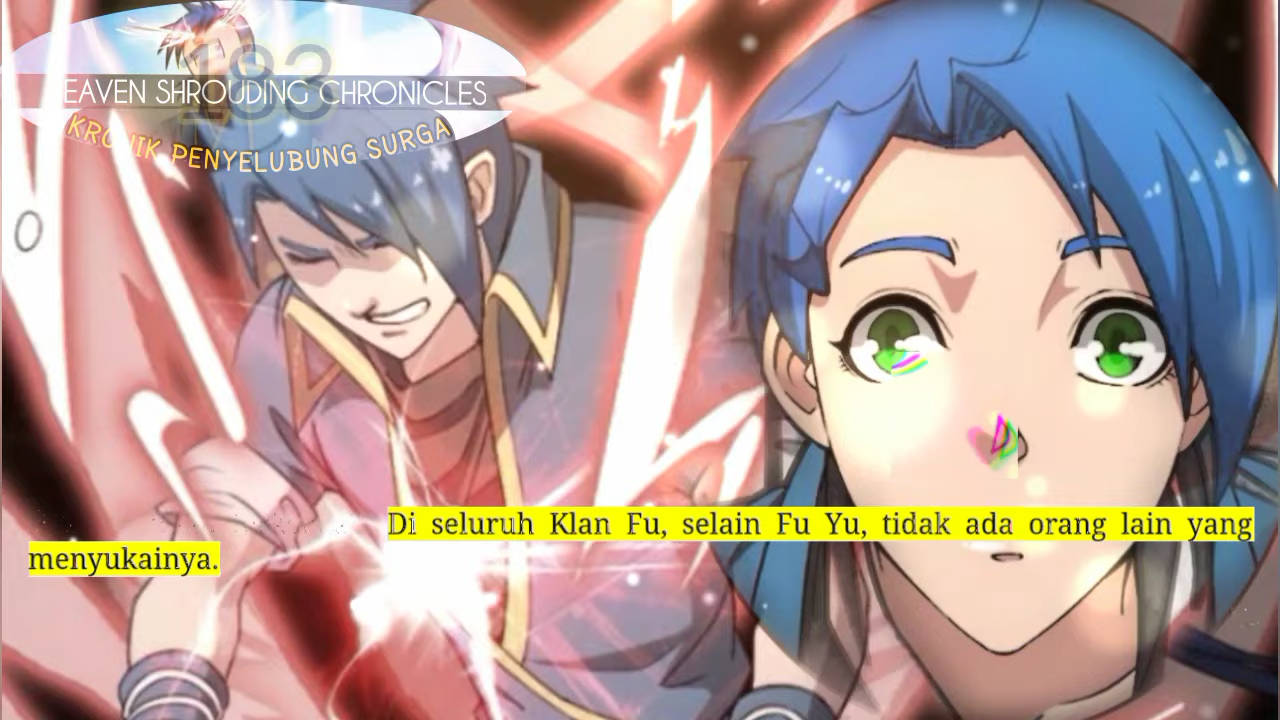 183
EAVEN SHROUDING CHRONICLES
KRONIK PENYELUBUNG SURGA
Di seluruh Klan Fu, selain Fu Yu, tidak ada orang lain yang
menyukainya.